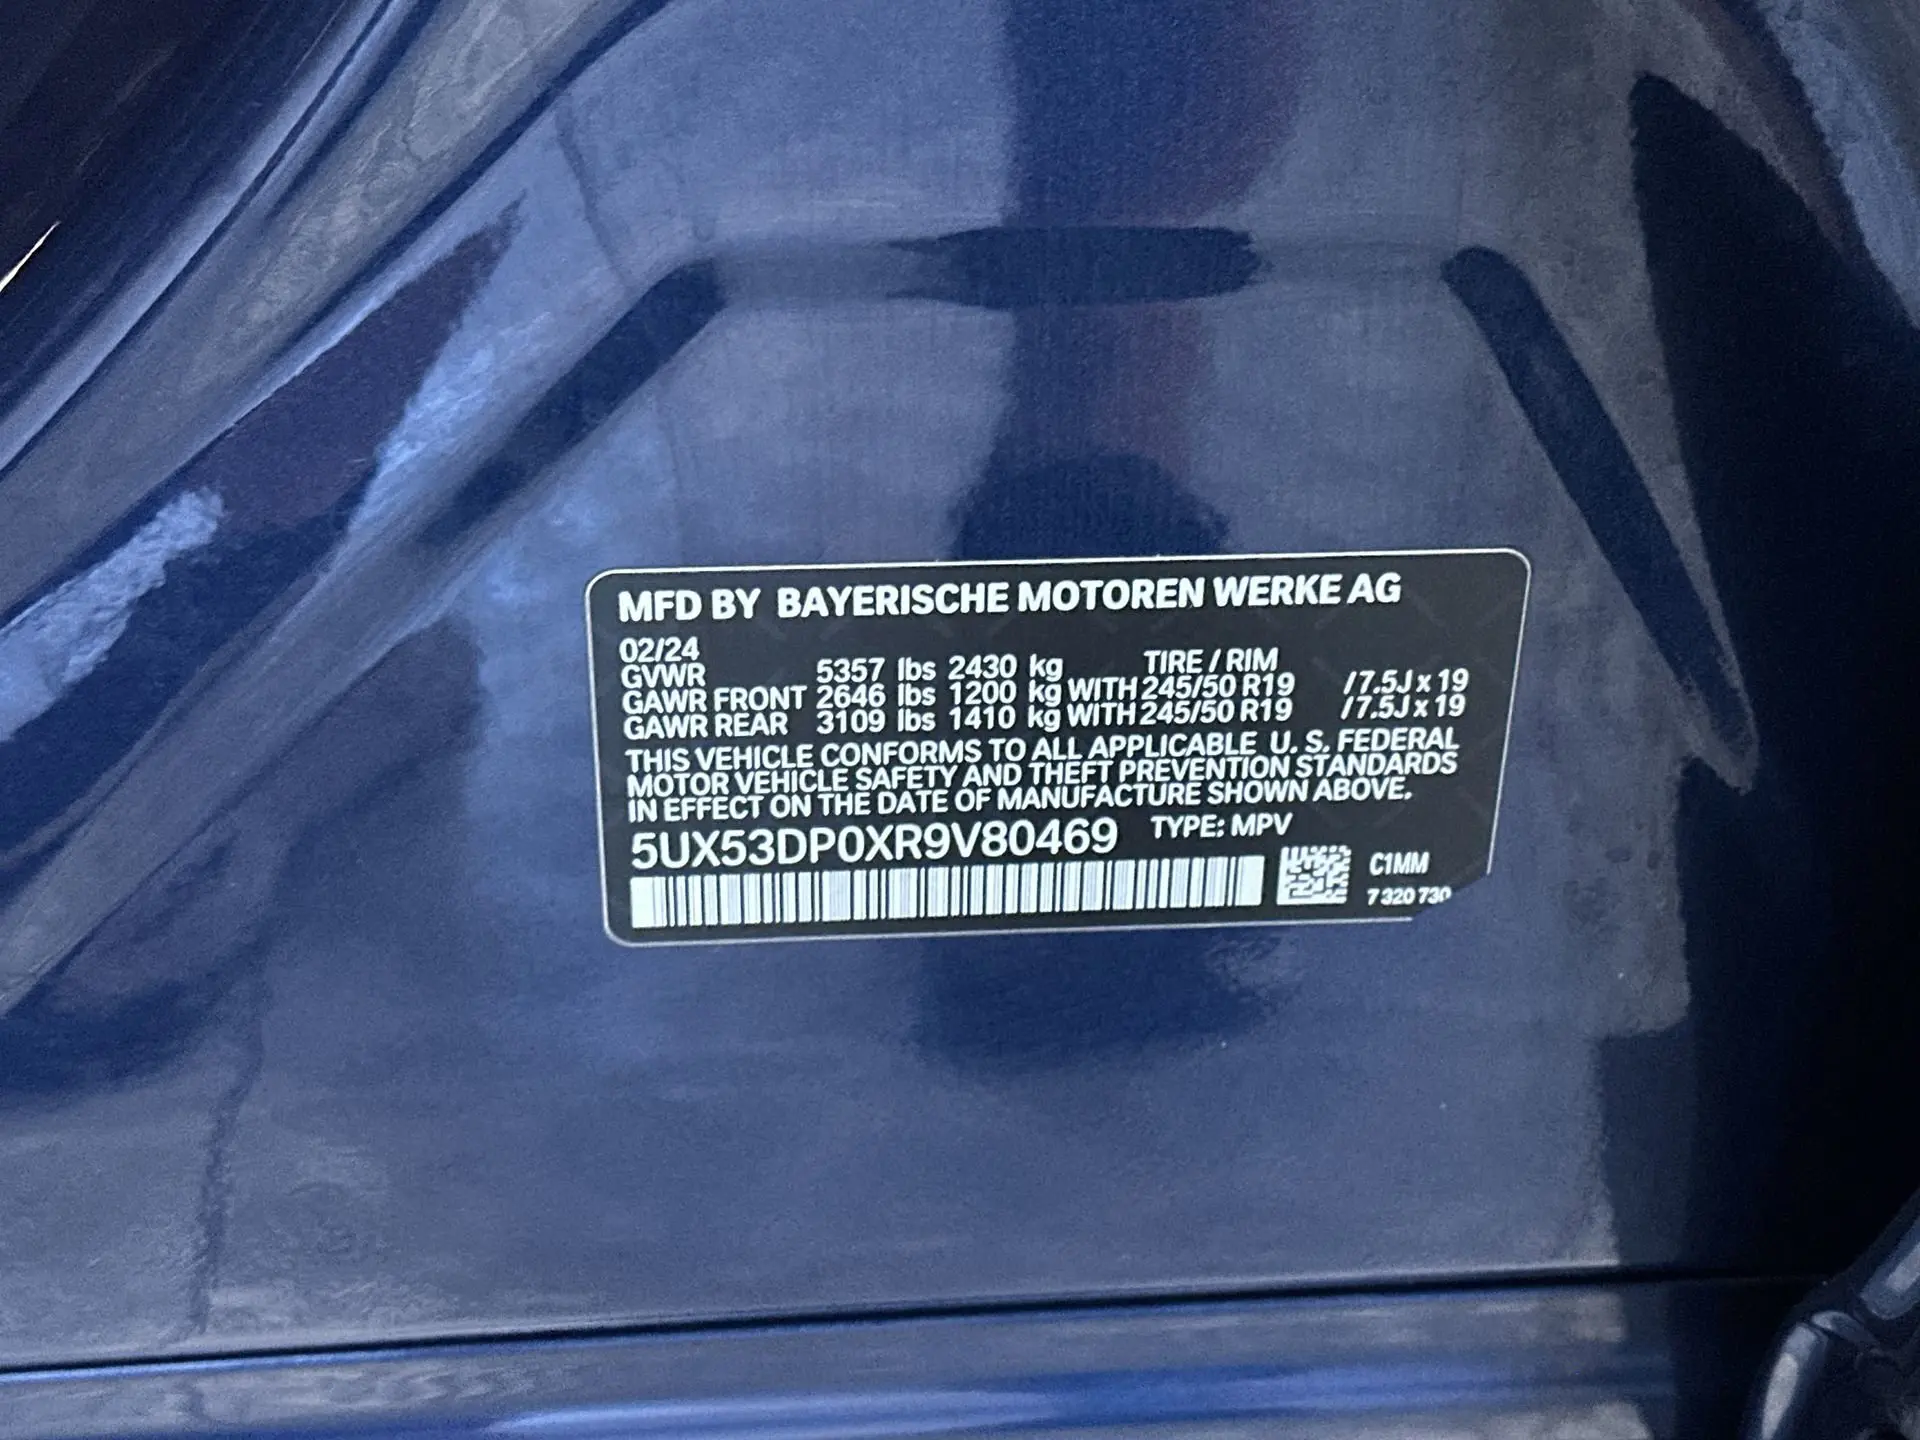 MFD BY BAYERISCHE MOTOREN WERKE AG
02/24
GVWR 5357 lbs 2430 kg TIRE / RIM
GAWR FRONT 2646 lbs 1200 kg WITH 245/50 R19 /7.5J x 19
GAWR REAR 3109 lbs 1410 kg WITH 245/50 R19 /7.5J x 19
THIS VEHICLE CONFORMS TO ALL APPLICABLE U. S. FEDERAL
MOTOR VEHICLE SAFETY AND THEFT PREVENTION STANDARDS
IN EFFECT ON THE DATE OF MANUFACTURE SHOWN ABOVE.
5UX53DP0XR9V80469 TYPE: MPV
C1MM
7 320 730